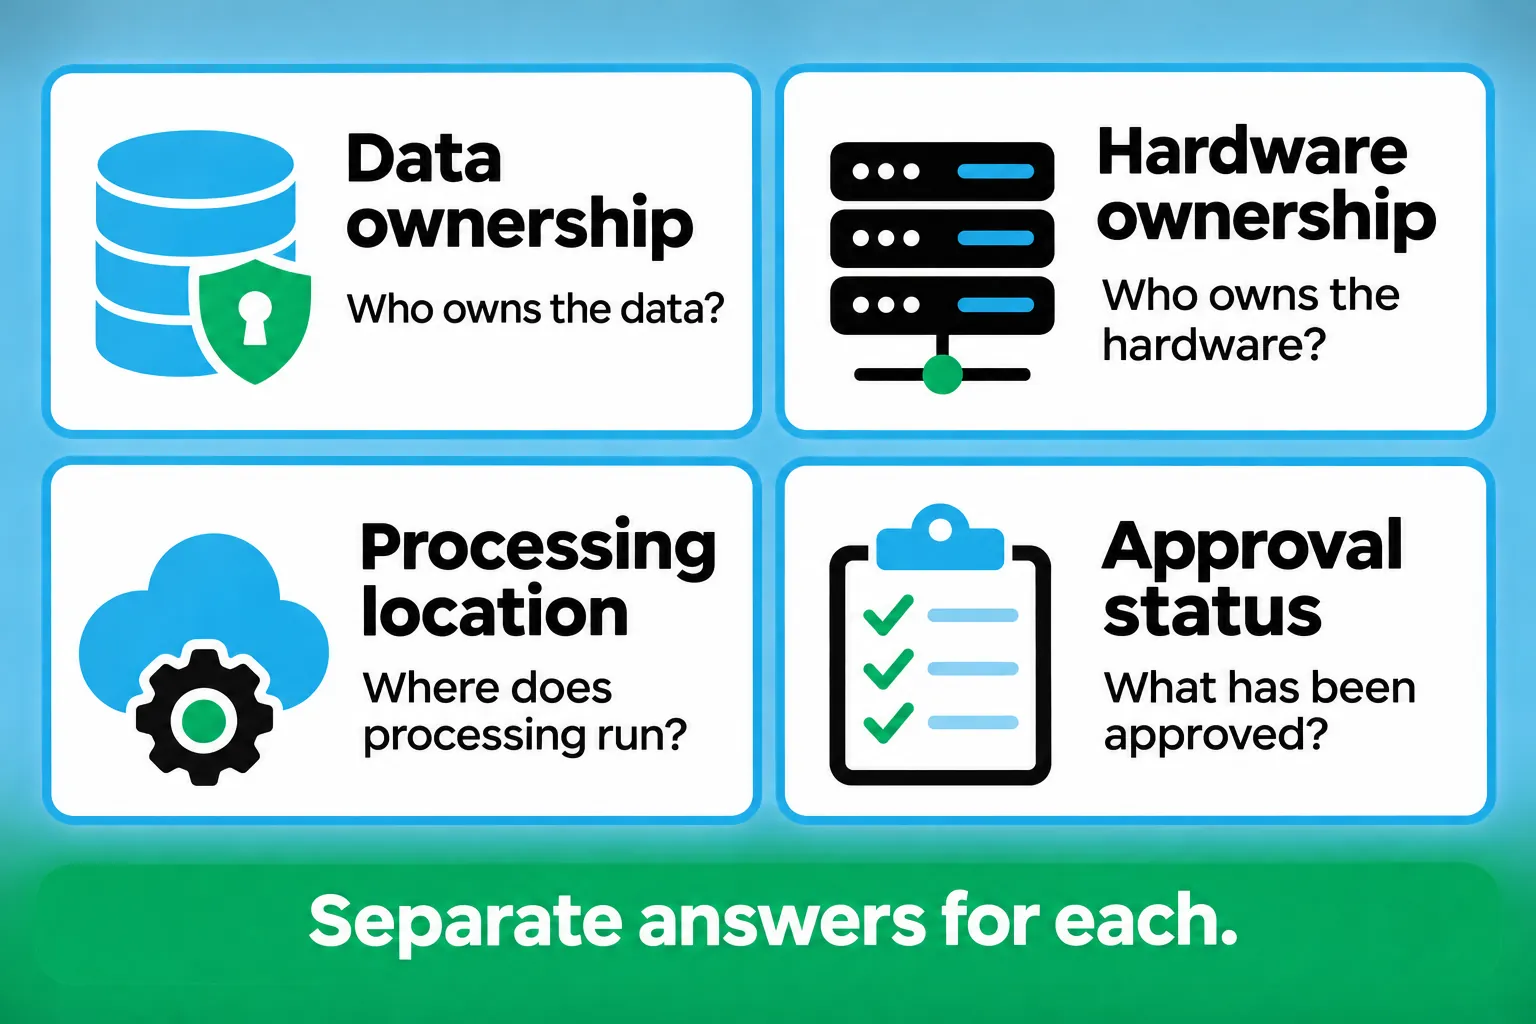 Data
ownership
Who owns the data?
Hardware
ownership
Who owns the
hardware?
Processing
location
Where does
processing run?
Approval
status
What has been
approved?
Separate answers for each.